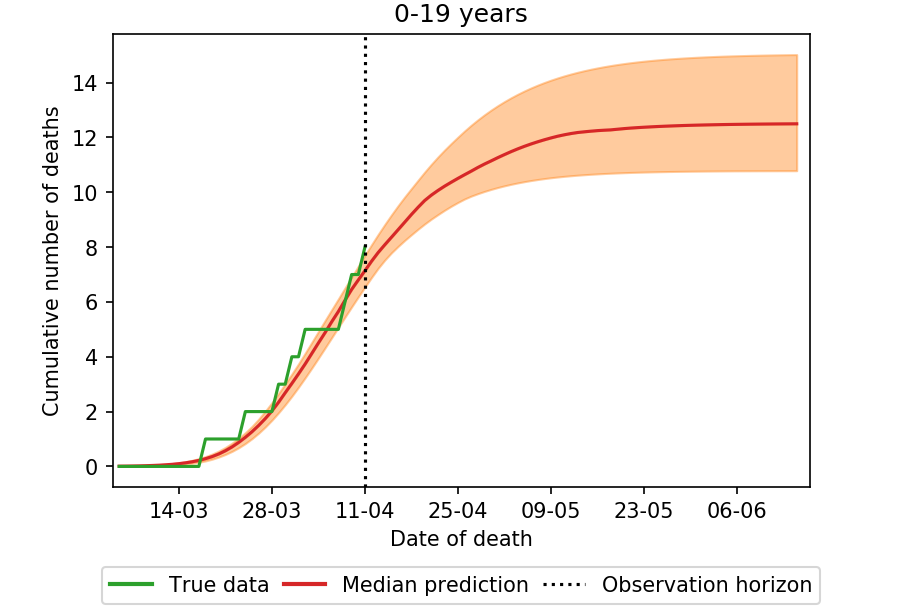 0-19 years
Cumulative number of deaths
14
12
10
8
6
4
2
0
14-03 28-03 11-04 25-04 09-05 23-05 06-06
Date of death
True data Median prediction Observation horizon